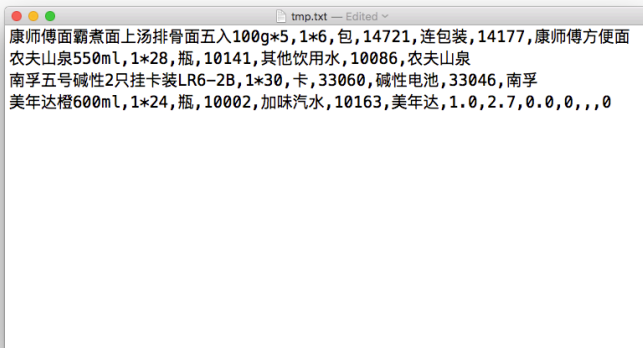 tmp.txt — Edited
康师傅面霸煮面上汤排骨面五入100g*5,1*6,包,14721,连包装,14177,康师傅方便面
农夫山泉550ml,1*28,瓶,10141,其他饮用水,10086,农夫山泉
南孚五号碱性2只挂卡装LR6-2B,1*30,卡,33060,碱性电池,33046,南孚
美年达橙600ml,1*24,瓶,10002,加味汽水,10163,美年达,1.0,2.7,0.0,0,,,0